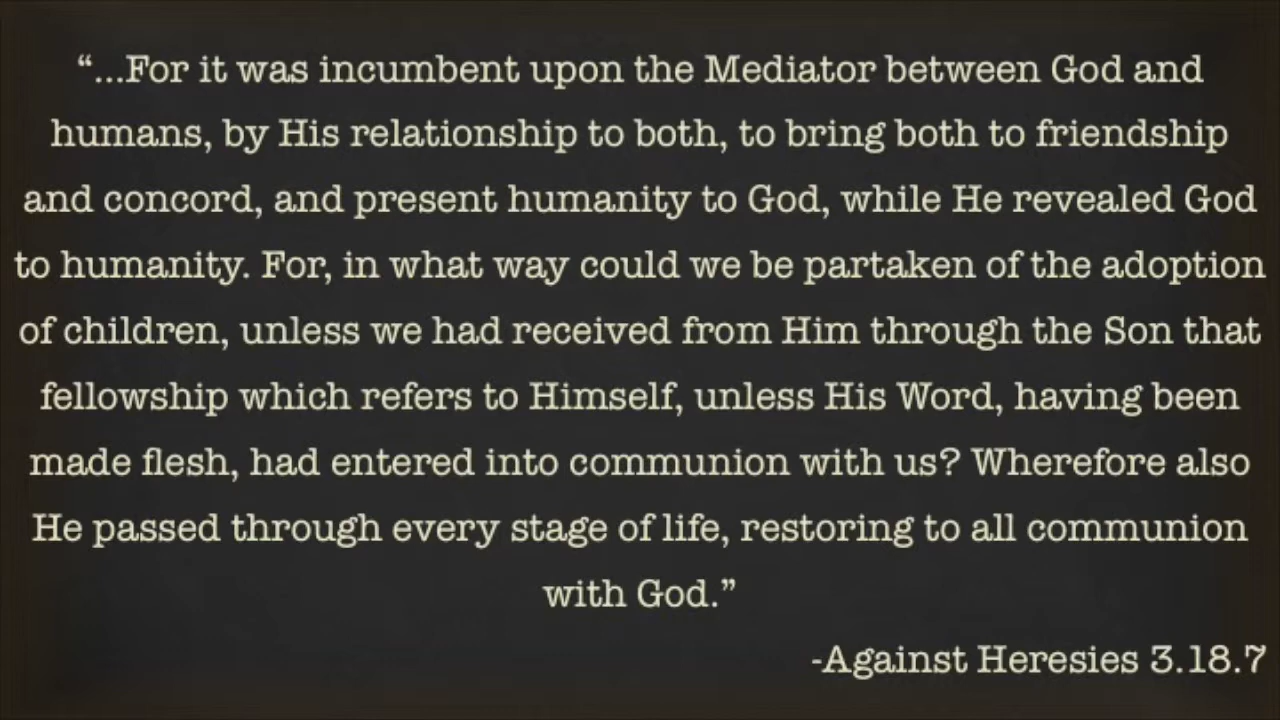 “...For it was incumbent upon the Mediator between God and
humans, by His relationship to both, to bring both to friendship
and concord, and present humanity to God, while He revealed God
to humanity. For, in what way could we be partaken of the adoption
of children, unless we had received from Him through the Son that
fellowship which refers to Himself, unless His Word, having been
made flesh, had entered into communion with us? Wherefore also
He passed through every stage of life, restoring to all communion
with God.”
-Against Heresies 3.18.7